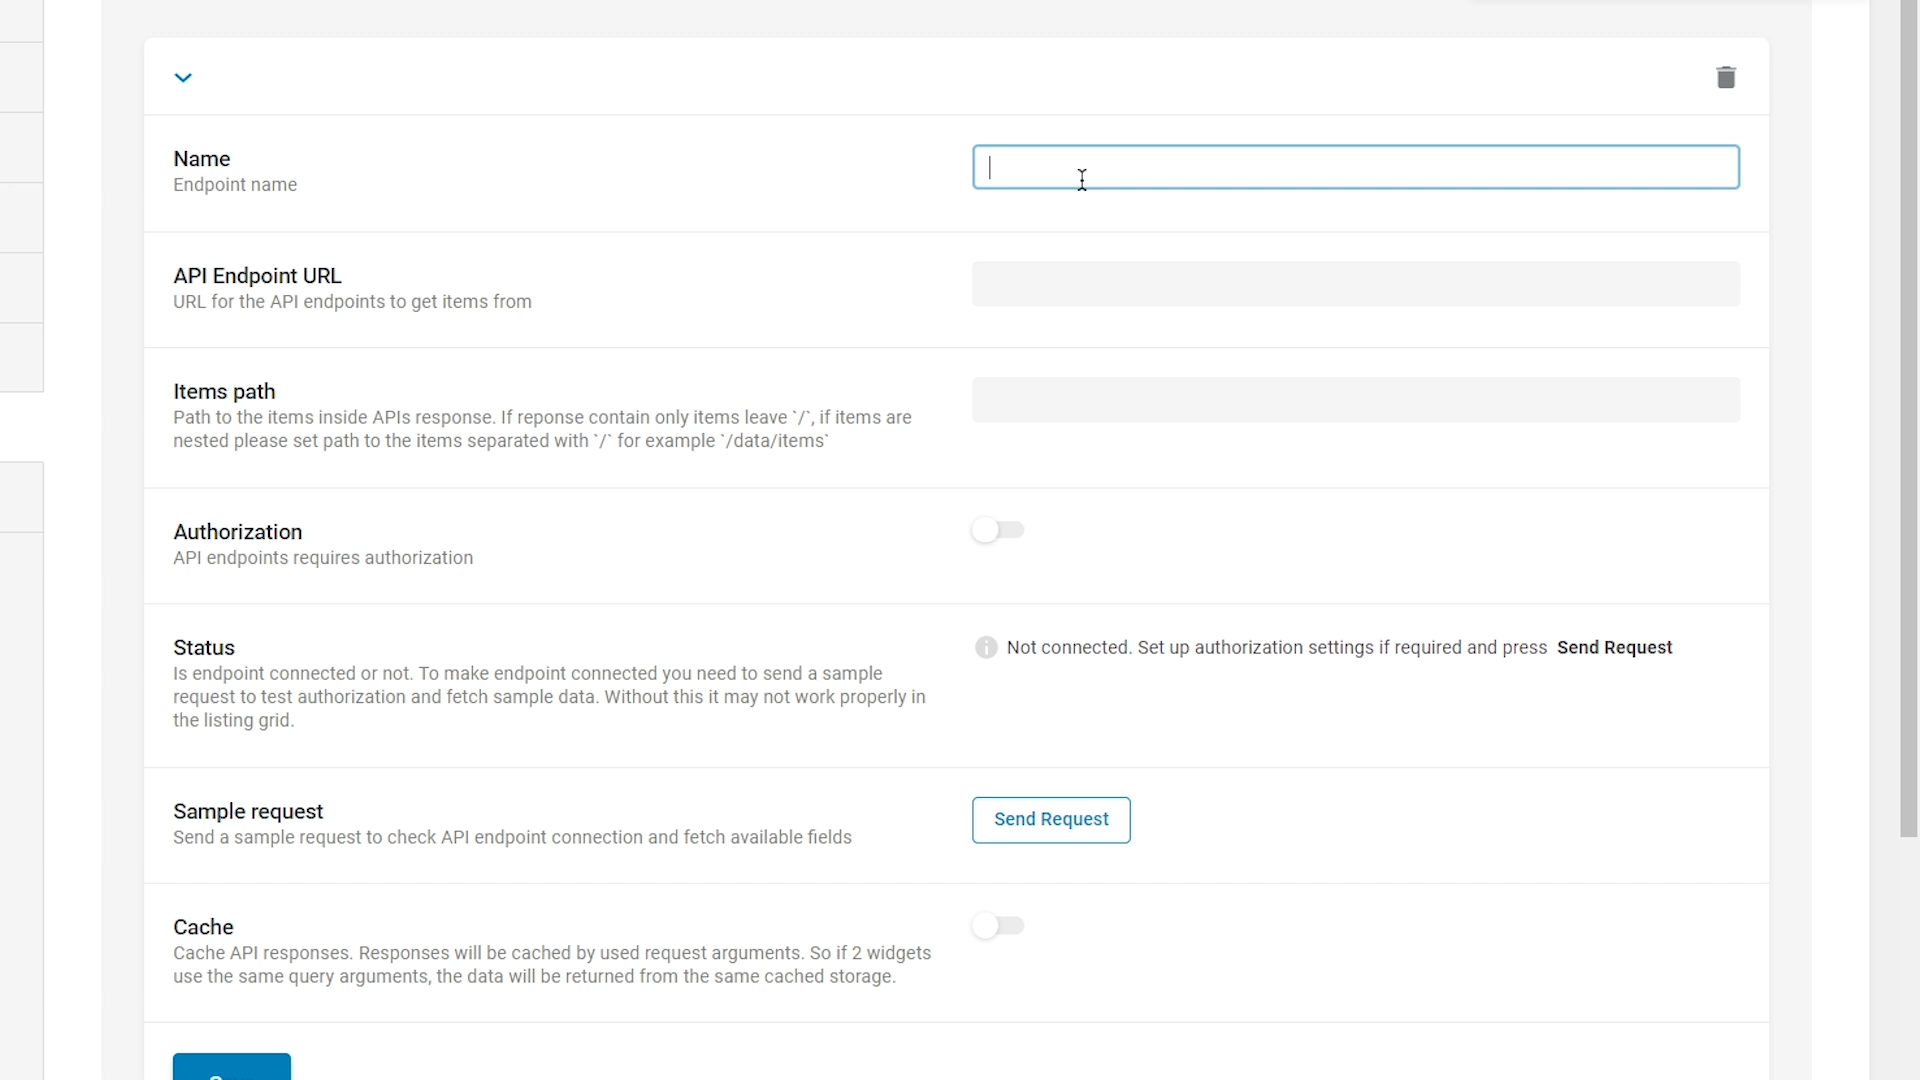 Name
Endpoint name
API Endpoint URL
URL for the API endpoints to get items from
Items path
Path to the items inside APIs response. If reponse contain only items leave `/`, if items are
nested please set path to the items separated with `/` for example `/data/items`
Authorization
API endpoints requires authorization
Status
Is endpoint connected or not. To make endpoint connected you need to send a sample
request to test authorization and fetch sample data. Without this it may not work properly in
the listing grid.
Not connected. Set up authorization settings if required and press Send Request
Sample request
Send a sample request to check API endpoint connection and fetch available fields
Send Request
Cache
Cache API responses. Responses will be cached by used request arguments. So if 2 widgets
use the same query arguments, the data will be returned from the same cached storage.